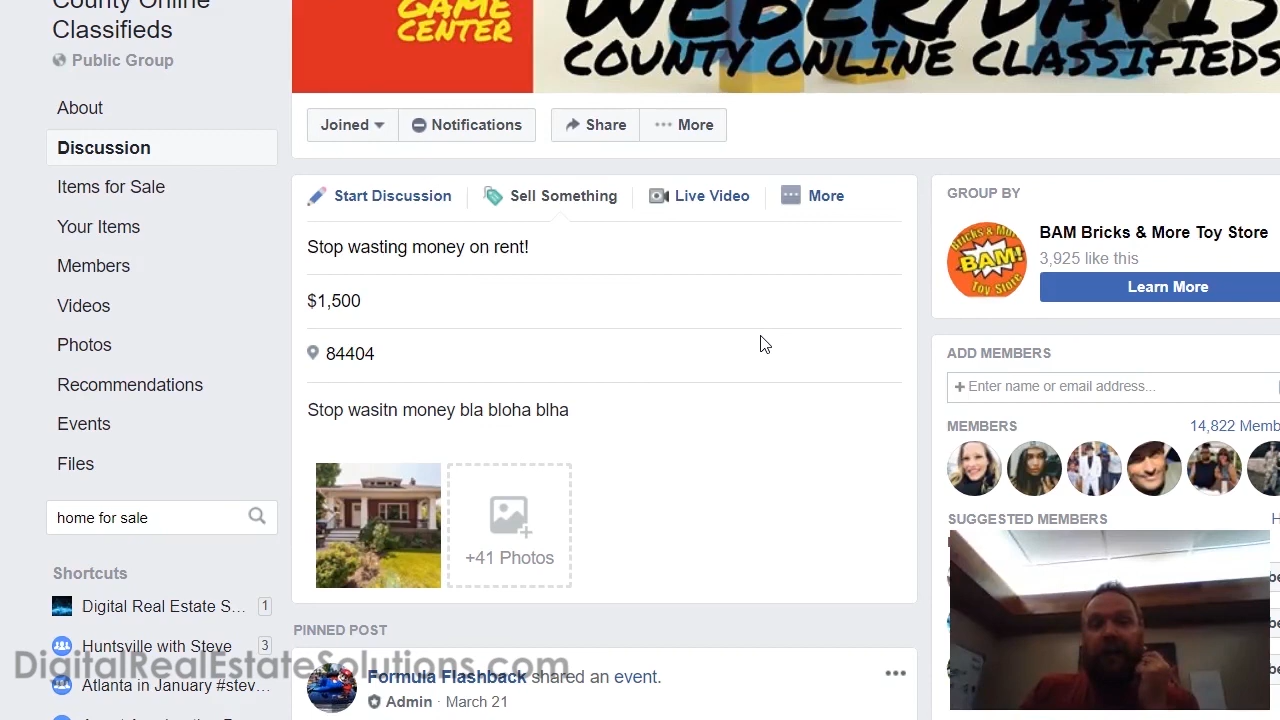 County Online
Classifieds
Public Group
About
Discussion
Items for Sale
Your Items
Members
Videos
Photos
Recommendations
Events
Files
home for sale
Shortcuts
Digital Real Estate S... 1
Huntsville with Steve 3
Atlanta in January #stev...
DigitalRealEstateSolutions.com
GAME
CENTER
WEBER/DAVIS
COUNTY ONLINE CLASSIFIEDS
Joined
Notifications
Share
More
Start Discussion
Sell Something
Live Video
More
Stop wasting money on rent!
$1,500
84404
Stop wasitn money bla bloha blha
+41 Photos
PINNED POST
Formula Flashback shared an event.
Admin · March 21
GROUP BY
Bricks & Mo
BAM!
Toy Store
BAM Bricks & More Toy Store
3,925 like this
Learn More
ADD MEMBERS
+ Enter name or email address...
MEMBERS
14,822 Memb
SUGGESTED MEMBERS
H